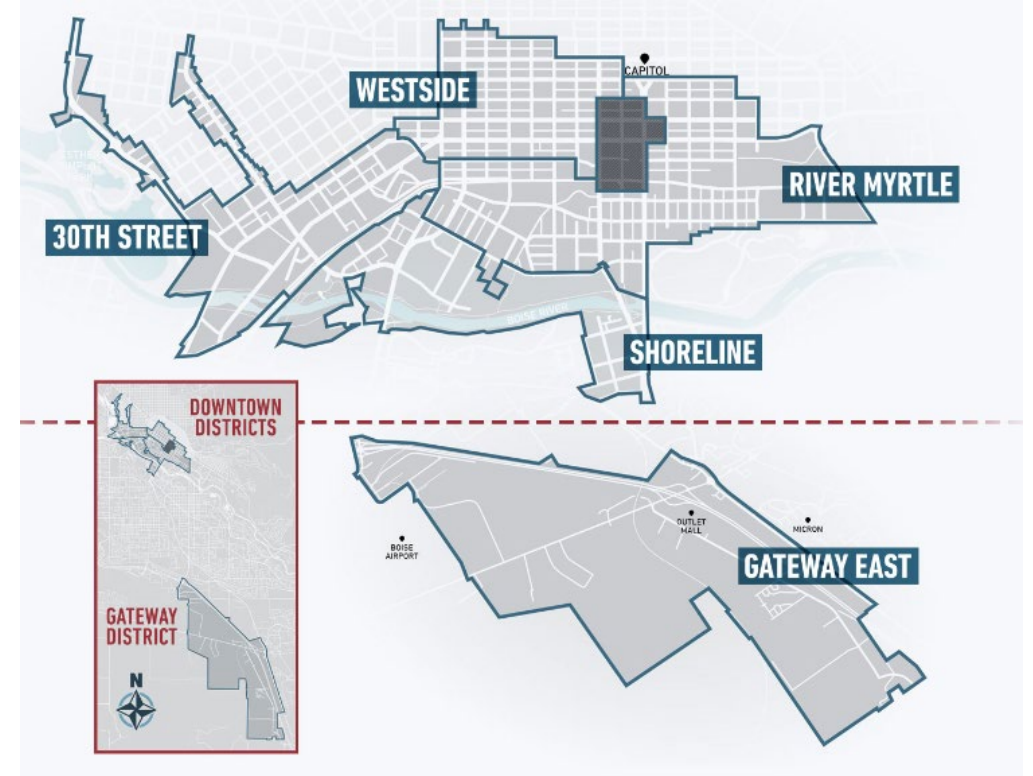 CAPITOL
WESTSIDE
RIVER MYRTLE
30TH STREET
BOISE RIVER
SHORELINE
DOWNTOWN
DISTRICTS
GATEWAY
DISTRICT
N
OUTLET
MALL
MICRON
BOISE
AIRPORT
GATEWAY EAST